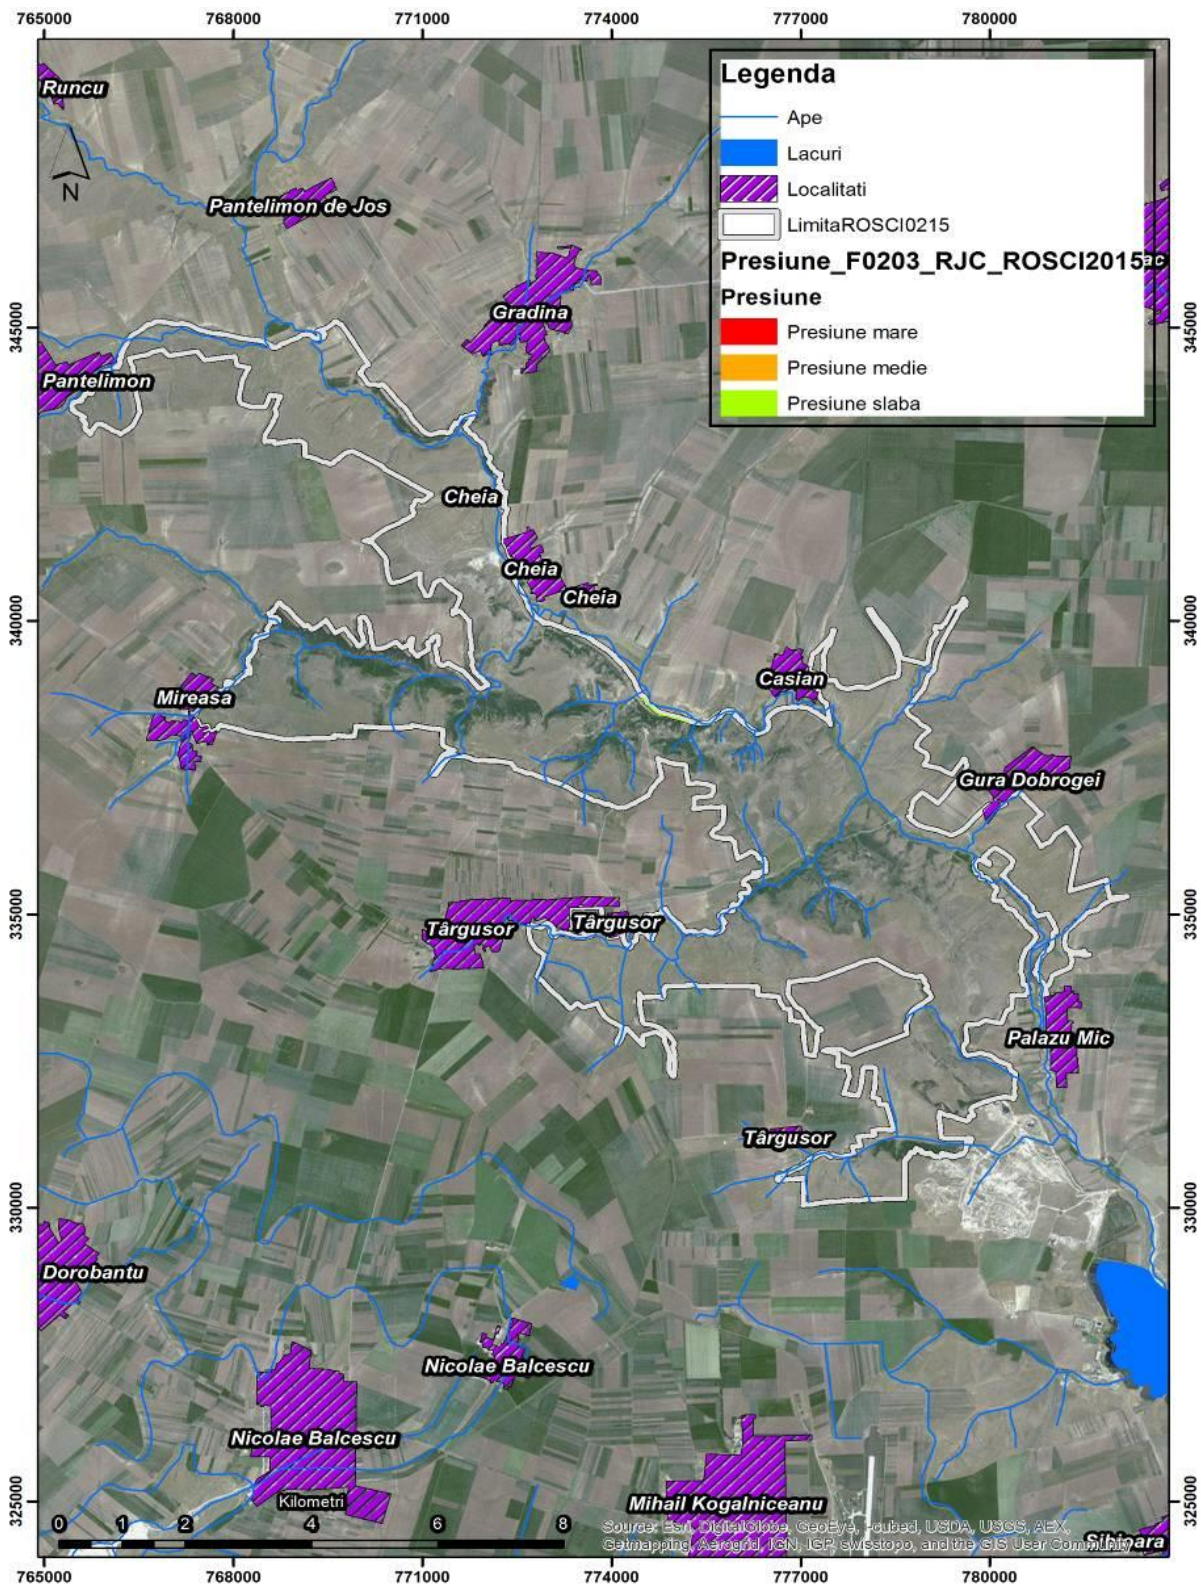 765000 768000 771000 774000 777000 780000
Legenda
Ape
Lacuri
Localitati
LimitaROSCI0215
Presiune_F0203_RJC_ROSCI2015
Presiune
Presiune mare
Presiune medie
Presiune slaba
Runcu
N
Pantelimon de Jos
ac
Gradina
345000 345000
Pantelimon
Cheia
Cheia
Cheia
340000 340000
Casian
Mireasa
Gura Dobrogei
335000 335000
Târgusor
Târgusor
Palazu Mic
Târgusor
330000 330000
Dorobantu
Nicolae Balcescu
Nicolae Balcescu
325000 325000
Kilometri
Mihail Kogalniceanu
0 1 2 4 6 8
Source: Esri, DigitalGlobe, GeoEye, i-cubed, USDA, USGS, AEX,
Getmapping, Aerogrid, IGN, IGP, swisstopo, and the GIS User Community
765000 768000 771000 774000 777000 780000